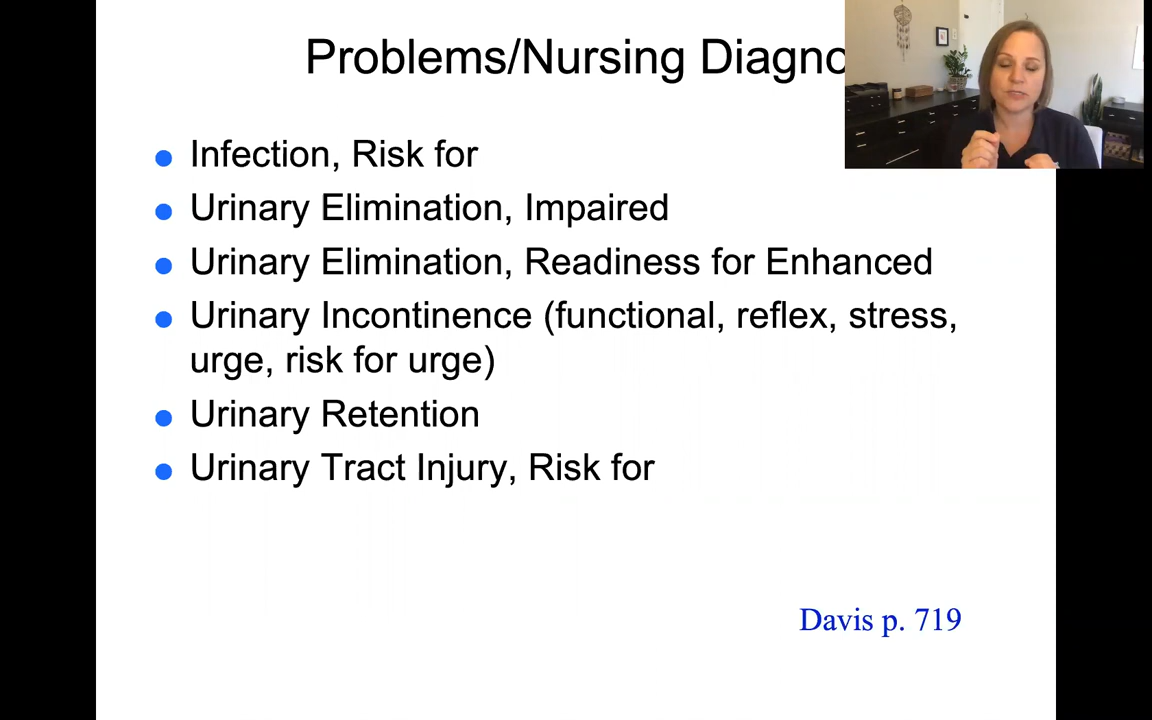 Problems/Nursing Diagno
Infection, Risk for
Urinary Elimination, Impaired
Urinary Elimination, Readiness for Enhanced
Urinary Incontinence (functional, reflex, stress,
urge, risk for urge)
Urinary Retention
Urinary Tract Injury, Risk for
Davis p. 719